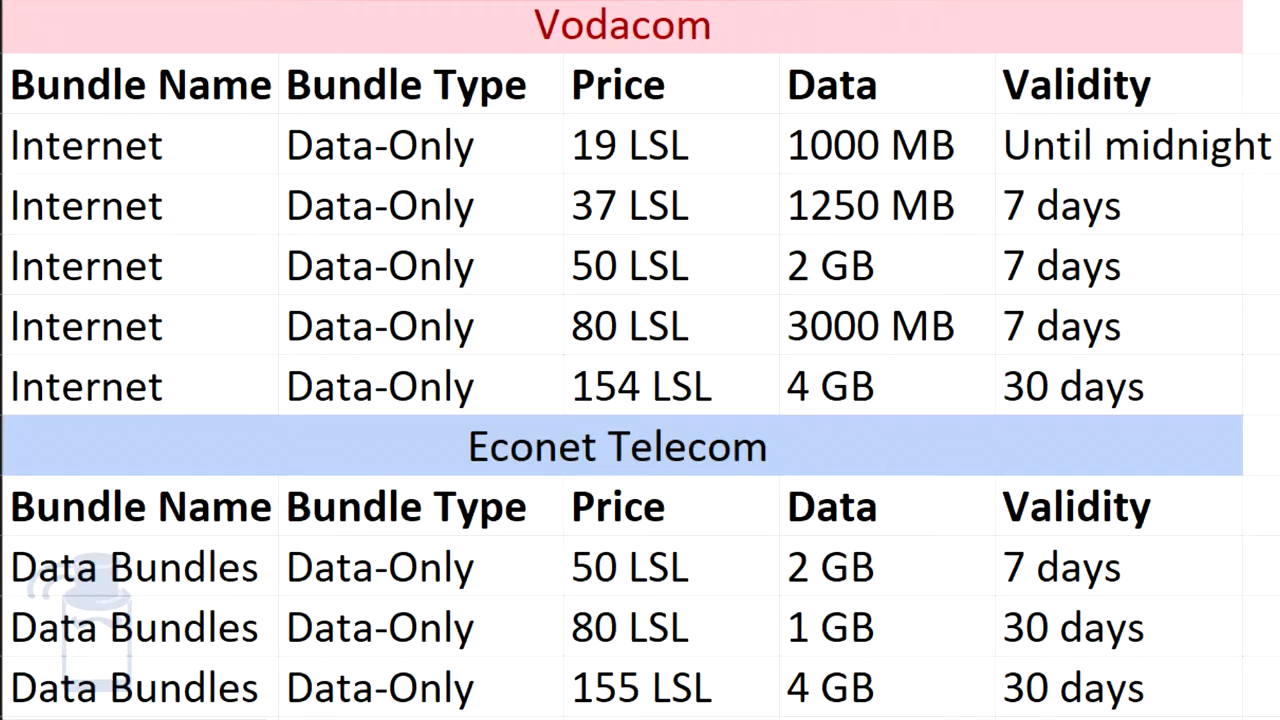 Vodacom
Bundle Name Bundle Type Price Data Validity
Internet Data-Only 19 LSL 1000 MB Until midnight
Internet Data-Only 37 LSL 1250 MB 7 days
Internet Data-Only 50 LSL 2 GB 7 days
Internet Data-Only 80 LSL 3000 MB 7 days
Internet Data-Only 154 LSL 4 GB 30 days
Econet Telecom
Bundle Name Bundle Type Price Data Validity
Data Bundles Data-Only 50 LSL 2 GB 7 days
Data Bundles Data-Only 80 LSL 1 GB 30 days
Data Bundles Data-Only 155 LSL 4 GB 30 days